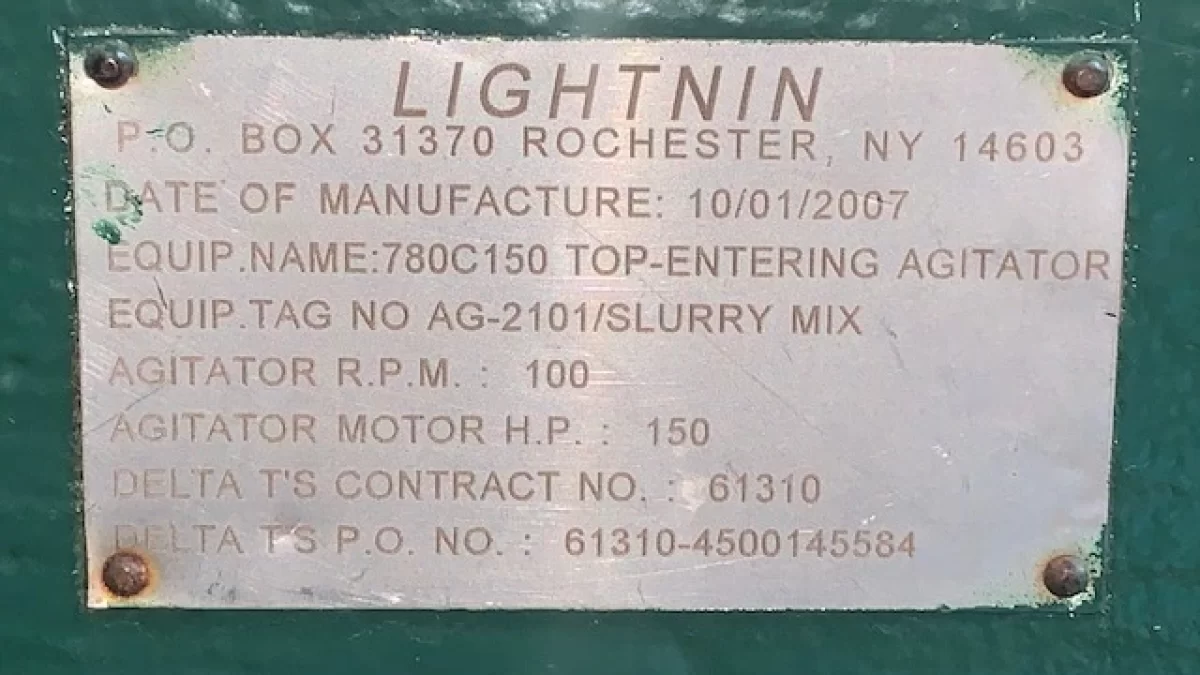 LIGHTNIN
P.O. BOX 31370 ROCHESTER, NY 14603
DATE OF MANUFACTURE: 10/01/2007
EQUIP.NAME:780C150 TOP-ENTERING AGITATOR
EQUIP.TAG NO AG-2101/SLURRY MIX
AGITATOR R.P.M. : 100
AGITATOR MOTOR H.P. : 150
DELTA T'S CONTRACT NO. : 61310
DELTA T'S P.O. NO. : 61310-4500145584